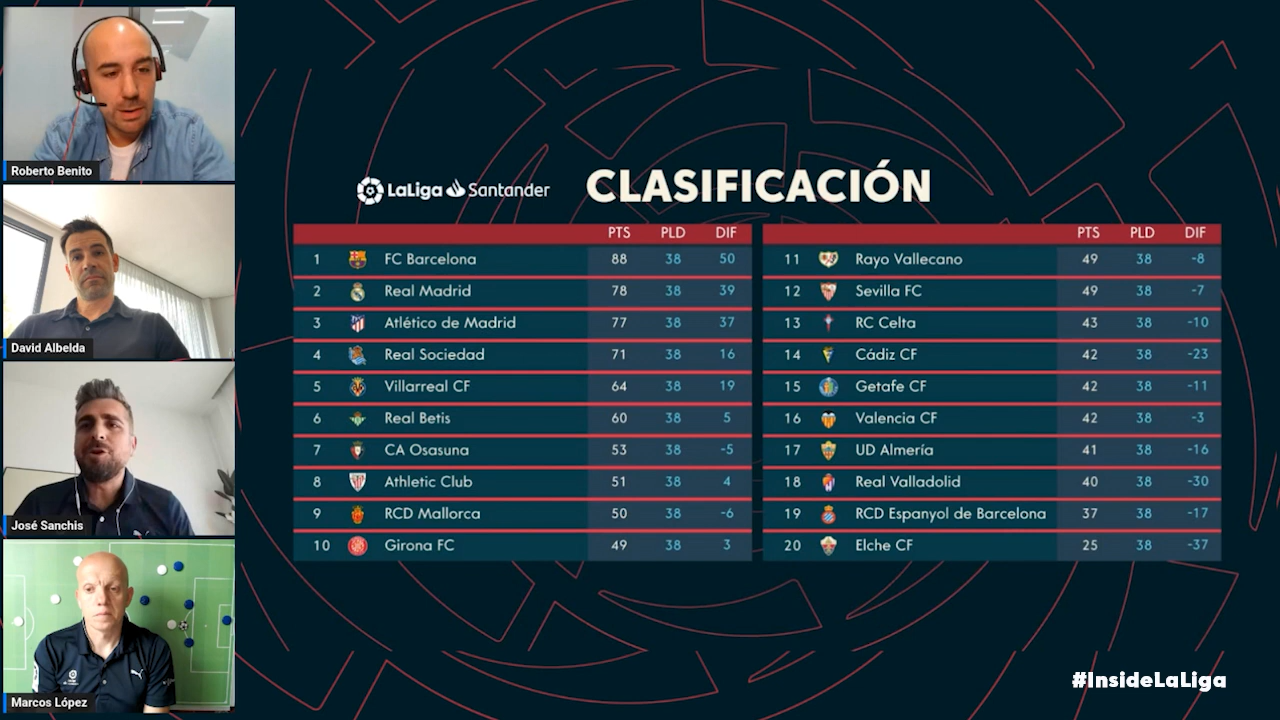 Roberto Benito
David Albelda
José Sanchis
Marcos López
LaLiga Santander
CLASIFICACIÓN
PTS PLD DIF
1 FC Barcelona 88 38 50
2 Real Madrid 78 38 39
3 Atlético de Madrid 77 38 37
4 Real Sociedad 71 38 16
5 Villarreal CF 64 38 19
6 Real Betis 60 38 5
7 CA Osasuna 53 38 -5
8 Athletic Club 51 38 4
9 RCD Mallorca 50 38 -6
10 Girona FC 49 38 3
PTS PLD DIF
11 Rayo Vallecano 49 38 -8
12 Sevilla FC 49 38 -7
13 RC Celta 43 38 -10
14 Cádiz CF 42 38 -23
15 Getafe CF 42 38 -11
16 Valencia CF 42 38 -3
17 UD Almería 41 38 -16
18 Real Valladolid 40 38 -30
19 RCD Espanyol de Barcelona 37 38 -17
20 Elche CF 25 38 -37
#InsideLaLiga